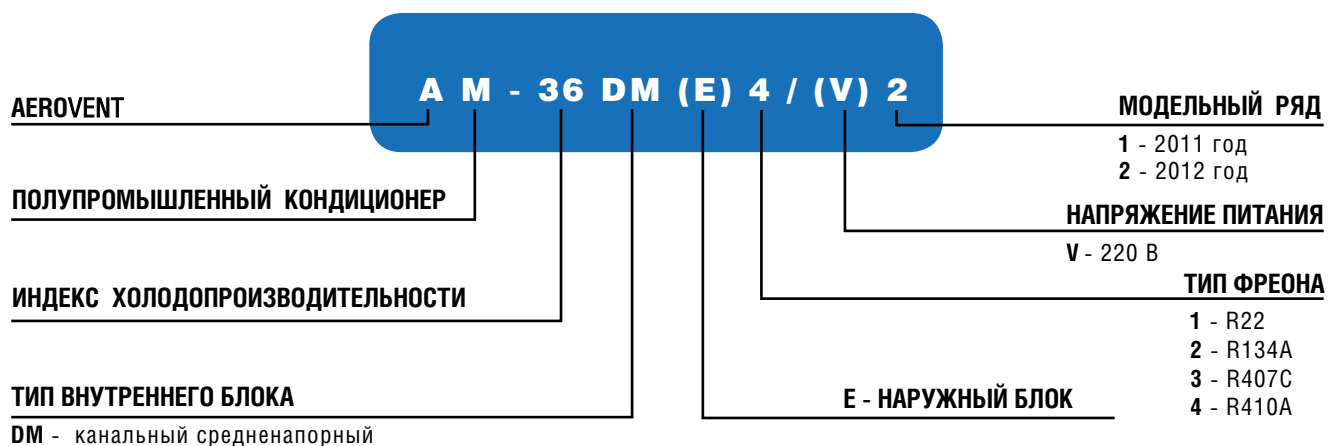 A M - 36 DM (E) 4 / (V) 2
AEROVENT
ПОЛУПРОМЫШЛЕННЫЙ КОНДИЦИОНЕР
ИНДЕКС ХОЛОДОПРОИЗВОДИТЕЛЬНОСТИ
ТИП ВНУТРЕННЕГО БЛОКА
DM - канальный средненапорный
Е - НАРУЖНЫЙ БЛОК
МОДЕЛЬНЫЙ РЯД
1 - 2011 год
2 - 2012 год
НАПРЯЖЕНИЕ ПИТАНИЯ
V - 220 В
ТИП ФРЕОНА
1 - R22
2 - R134A
3 - R407C
4 - R410A